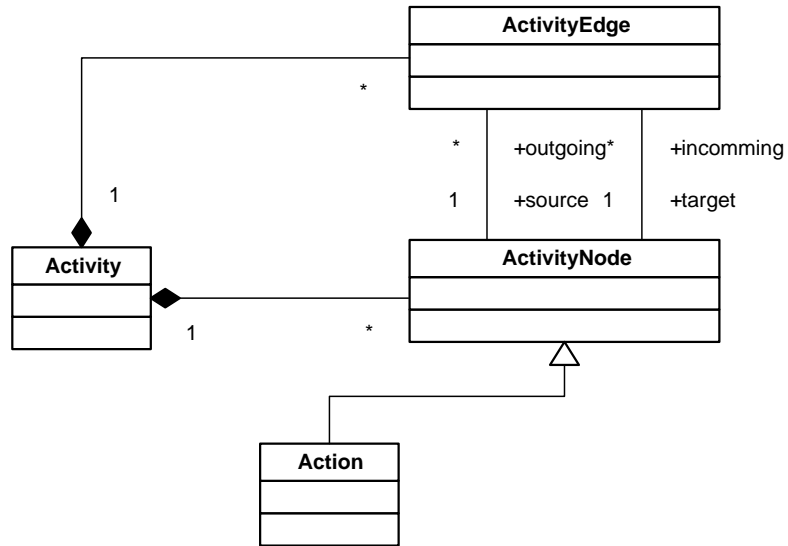 ActivityEdge
*
* +outgoing* +incomming
1
1 +source 1 +target
Activity
ActivityNode
1 *
Action